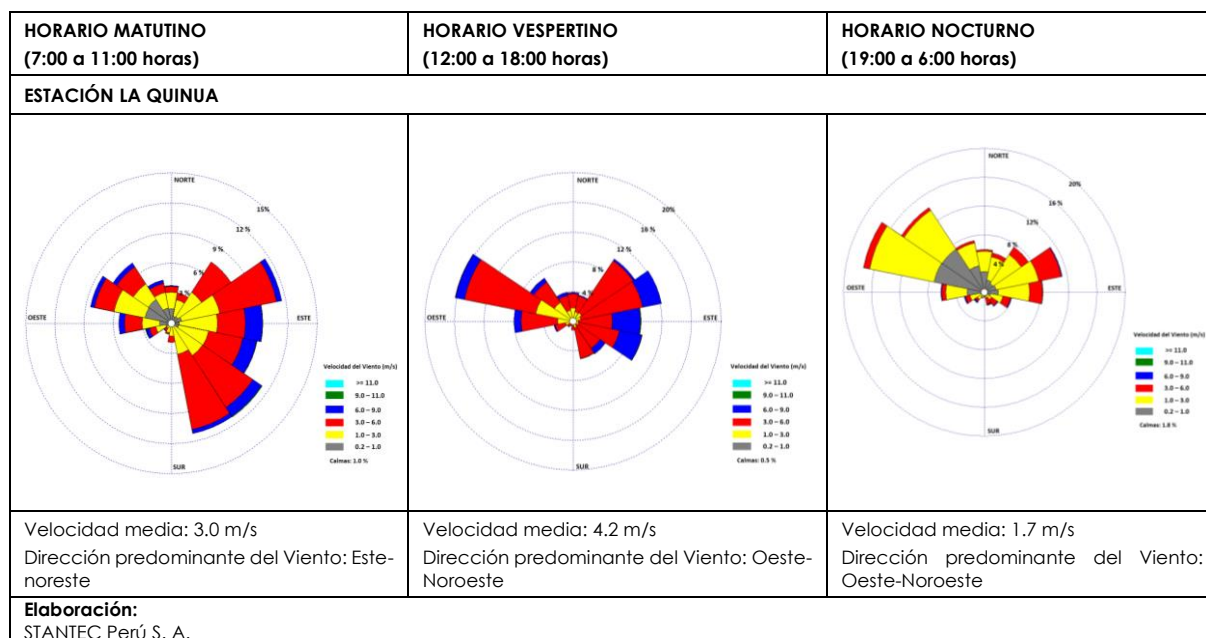 HORARIO MATUTINO
(7:00 a 11:00 horas)
HORARIO VESPERTINO
(12:00 a 18:00 horas)
HORARIO NOCTURNO
(19:00 a 6:00 horas)
ESTACIÓN LA QUINUA
NORTE
15%
12 %
9 %
6 %
OESTE
ESTE
SUR
Velocidad del Viento (m/s)
>= 11.0
9.0 – 11.0
6.0 – 9.0
3.0 – 6.0
1.0 – 3.0
0.2 – 1.0
Calmas: 1.0 %
NORTE
20%
16 %
12 %
8 %
4 %
OESTE
ESTE
SUR
Velocidad del Viento (m/s)
>= 11.0
9.0 – 11.0
6.0 – 9.0
3.0 – 6.0
1.0 – 3.0
0.2 – 1.0
Calmas: 0.5 %
NORTE
20%
16 %
12%
8 %
4 %
OESTE
ESTE
SUR
Velocidad del Viento (m/s)
>= 11.0
9.0 – 11.0
6.0 – 9.0
3.0 – 6.0
1.0 – 3.0
0.2 – 1.0
Calmas: 1.8 %
Velocidad media: 3.0 m/s
Dirección predominante del Viento: Este-
noreste
Velocidad media: 4.2 m/s
Dirección predominante del Viento: Oeste-
Noroeste
Velocidad media: 1.7 m/s
Dirección predominante del Viento:
Oeste-Noroeste
Elaboración:
STANTEC Perú S. A.